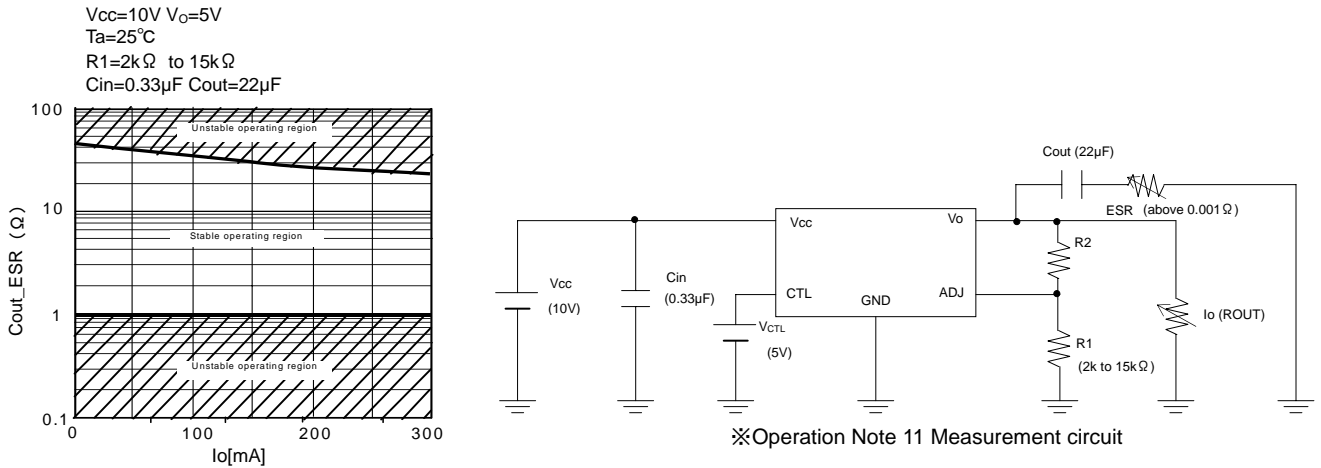 Vcc=10V VO=5V
Ta=25°C
R1=2kΩ to 15kΩ
Cin=0.33µF Cout=22µF
100
Unstable operating region
10
Stable operating region
1
Unstable operating region
0.1
0
100
200
300
Cout_ESR (Ω)
Io[mA]
Cout (22µF)
ESR (above 0.001Ω)
Vcc
Vo
R2
Vcc
(10V)
Cin
(0.33µF)
CTL
GND
ADJ
VCTL
(5V)
Io (ROUT)
R1
(2k to 15kΩ)
※Operation Note 11 Measurement circuit